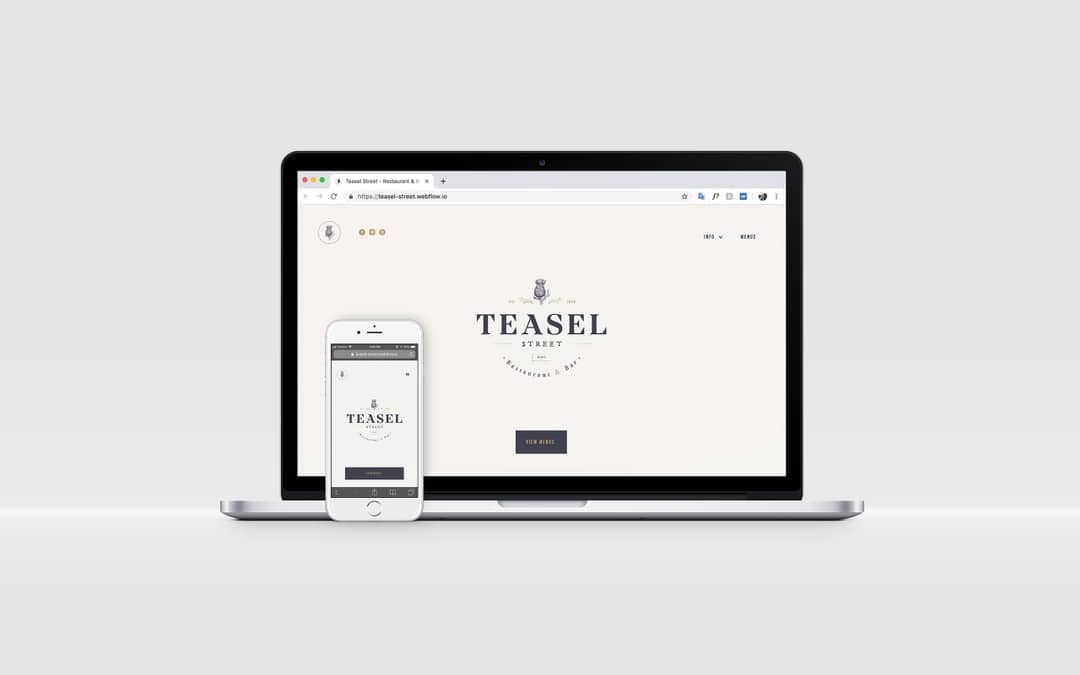 Teasel Street - Restaurant & B
https://teasel-street.webflow.io
INFO
MENUS
TEASEL
STREET
Restaurant & Bar
VIEW MENUS
TEASEL
STREET
Restaurant & Bar